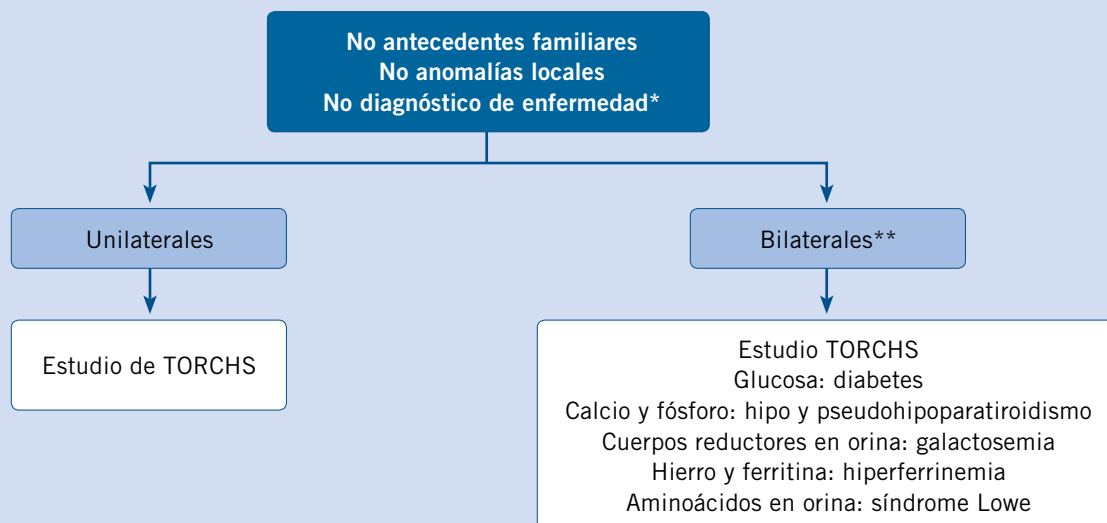 No antecedentes familiares
No anomalías locales
No diagnóstico de enfermedad*
Unilaterales
Bilaterales**
Estudio de TORCHS
Estudio TORCHS
Glucosa: diabetes
Calcio y fósforo: hipo y pseudohipoparatiroidismo
Cuerpos reductores en orina: galactosemia
Hierro y ferritina: hiperferrinemia
Aminoácidos en orina: síndrome Lowe